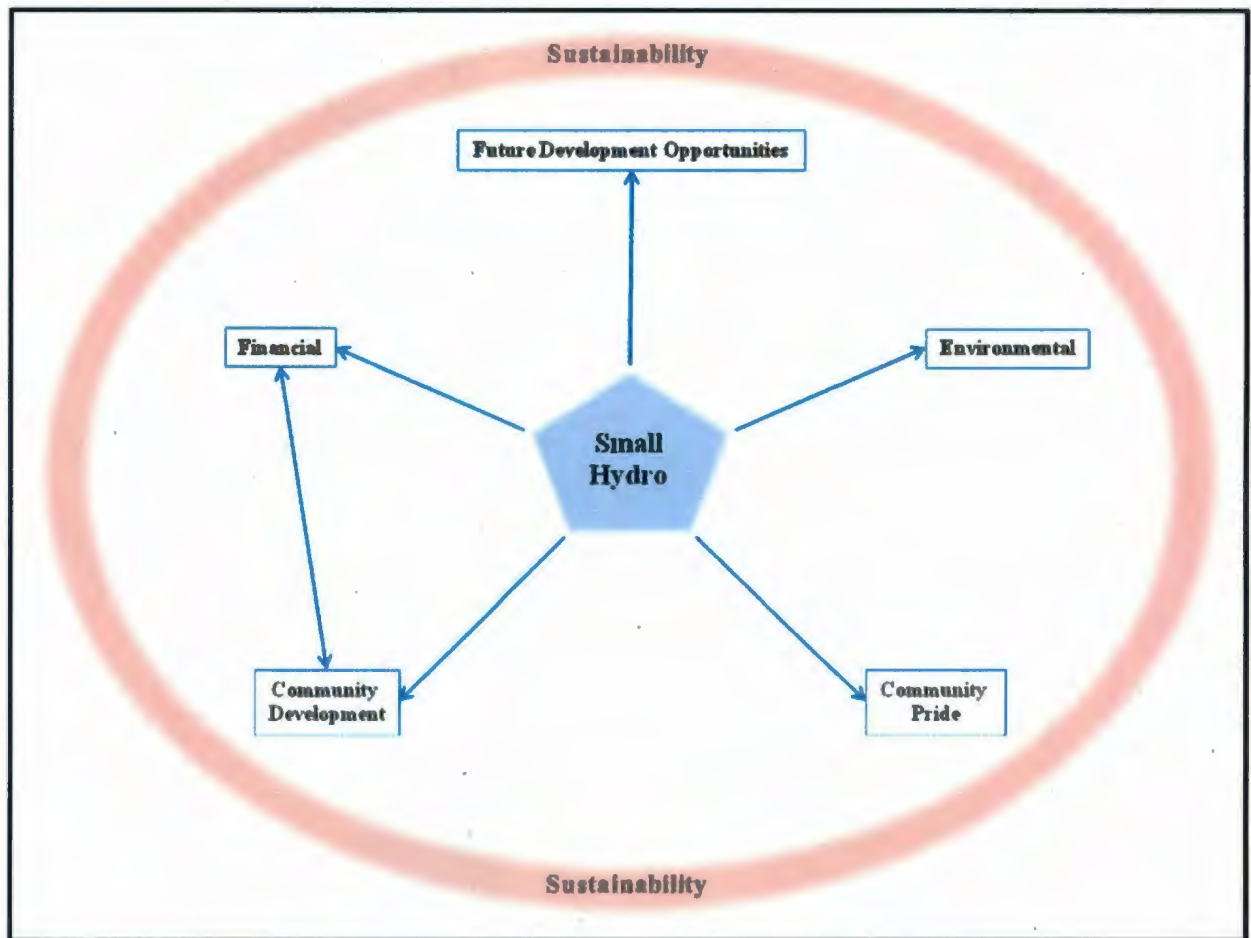 Sustainability
Future Development Opportunities
Financial
Environmental
Small
Hydro
Community
Development
Community
Pride
Sustainability